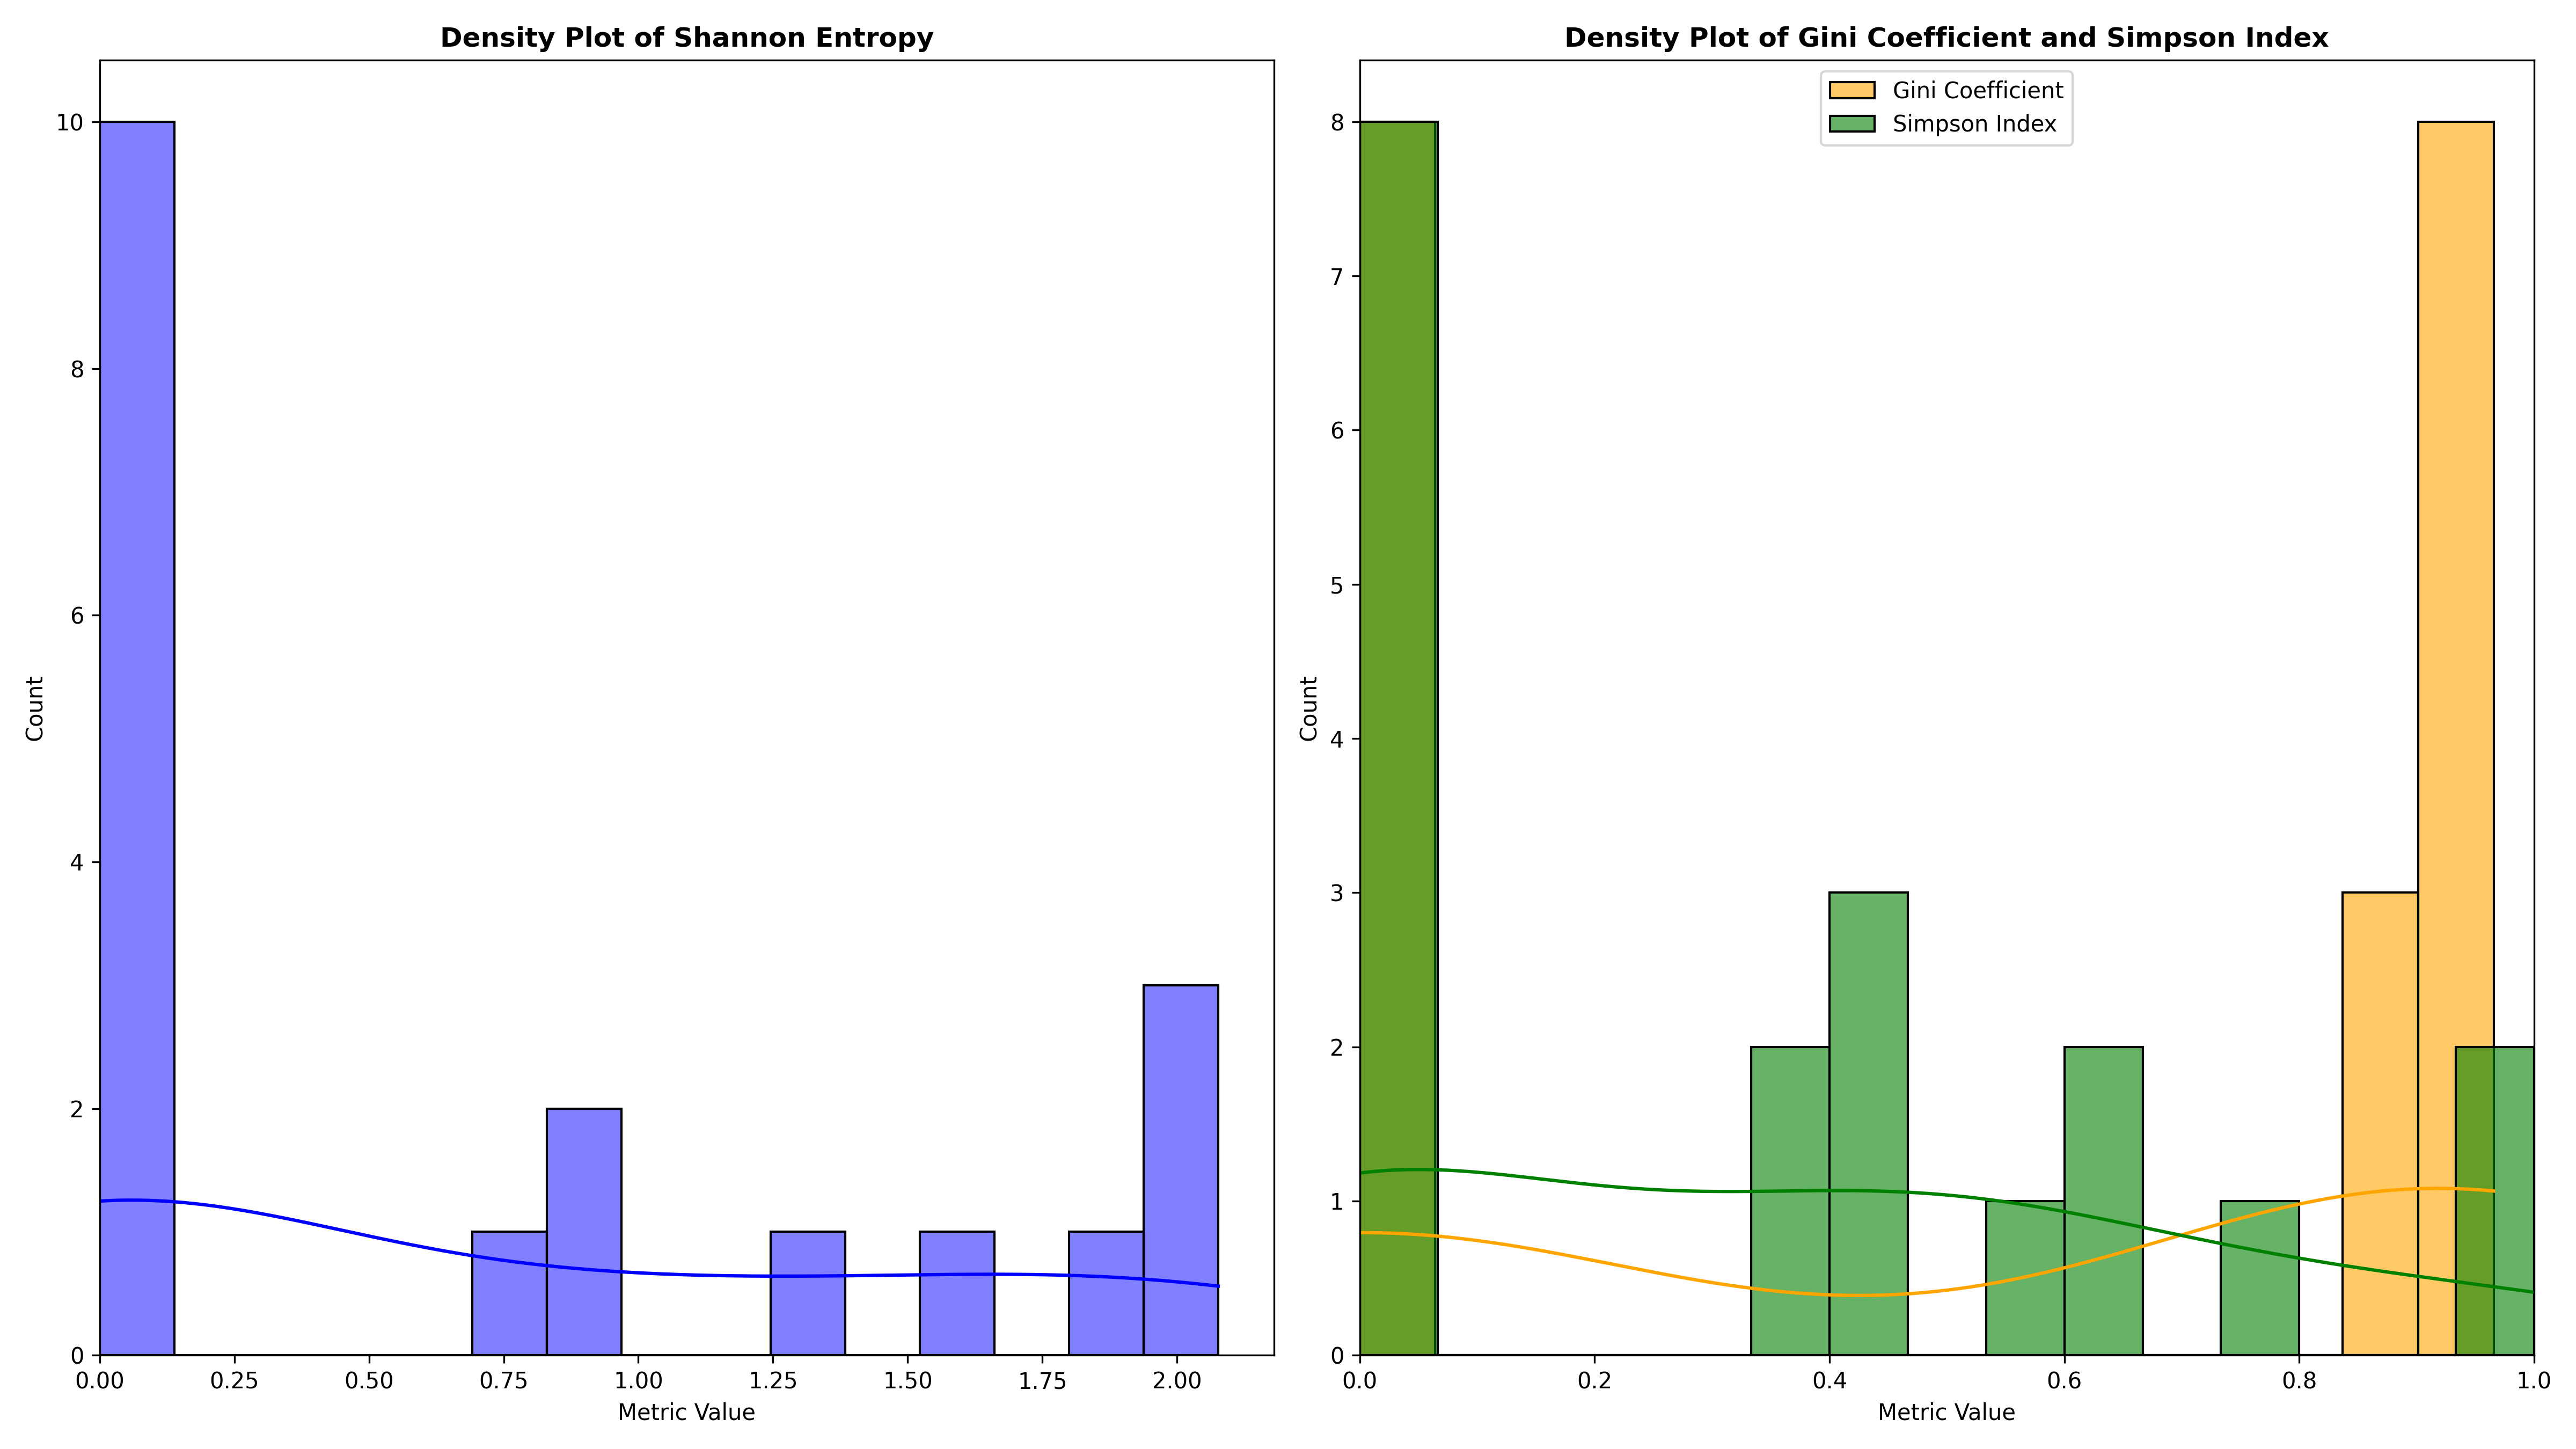 Density Plot of Shannon Entropy
Count
10
8
6
4
2
0
0.00 0.25 0.50 0.75 1.00 1.25 1.50 1.75 2.00
Metric Value
Density Plot of Gini Coefficient and Simpson Index
Gini Coefficient
Simpson Index
Count
8
7
6
5
4
3
2
1
0
0.0 0.2 0.4 0.6 0.8 1.0
Metric Value